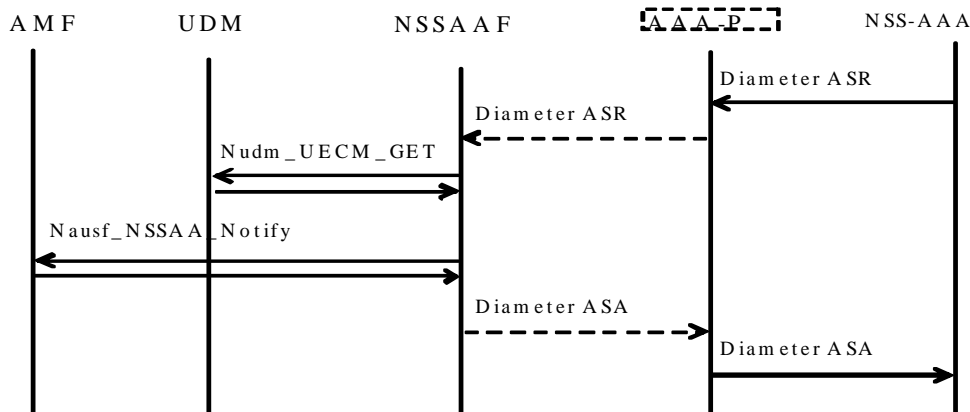 AMF UDM NSSAAF AAA-P NSS-AAA
Diameter ASR
Diameter ASR
Nudm_UECM_GET
Nausf_NSSAA_Notify
Diameter ASA
Diameter ASA